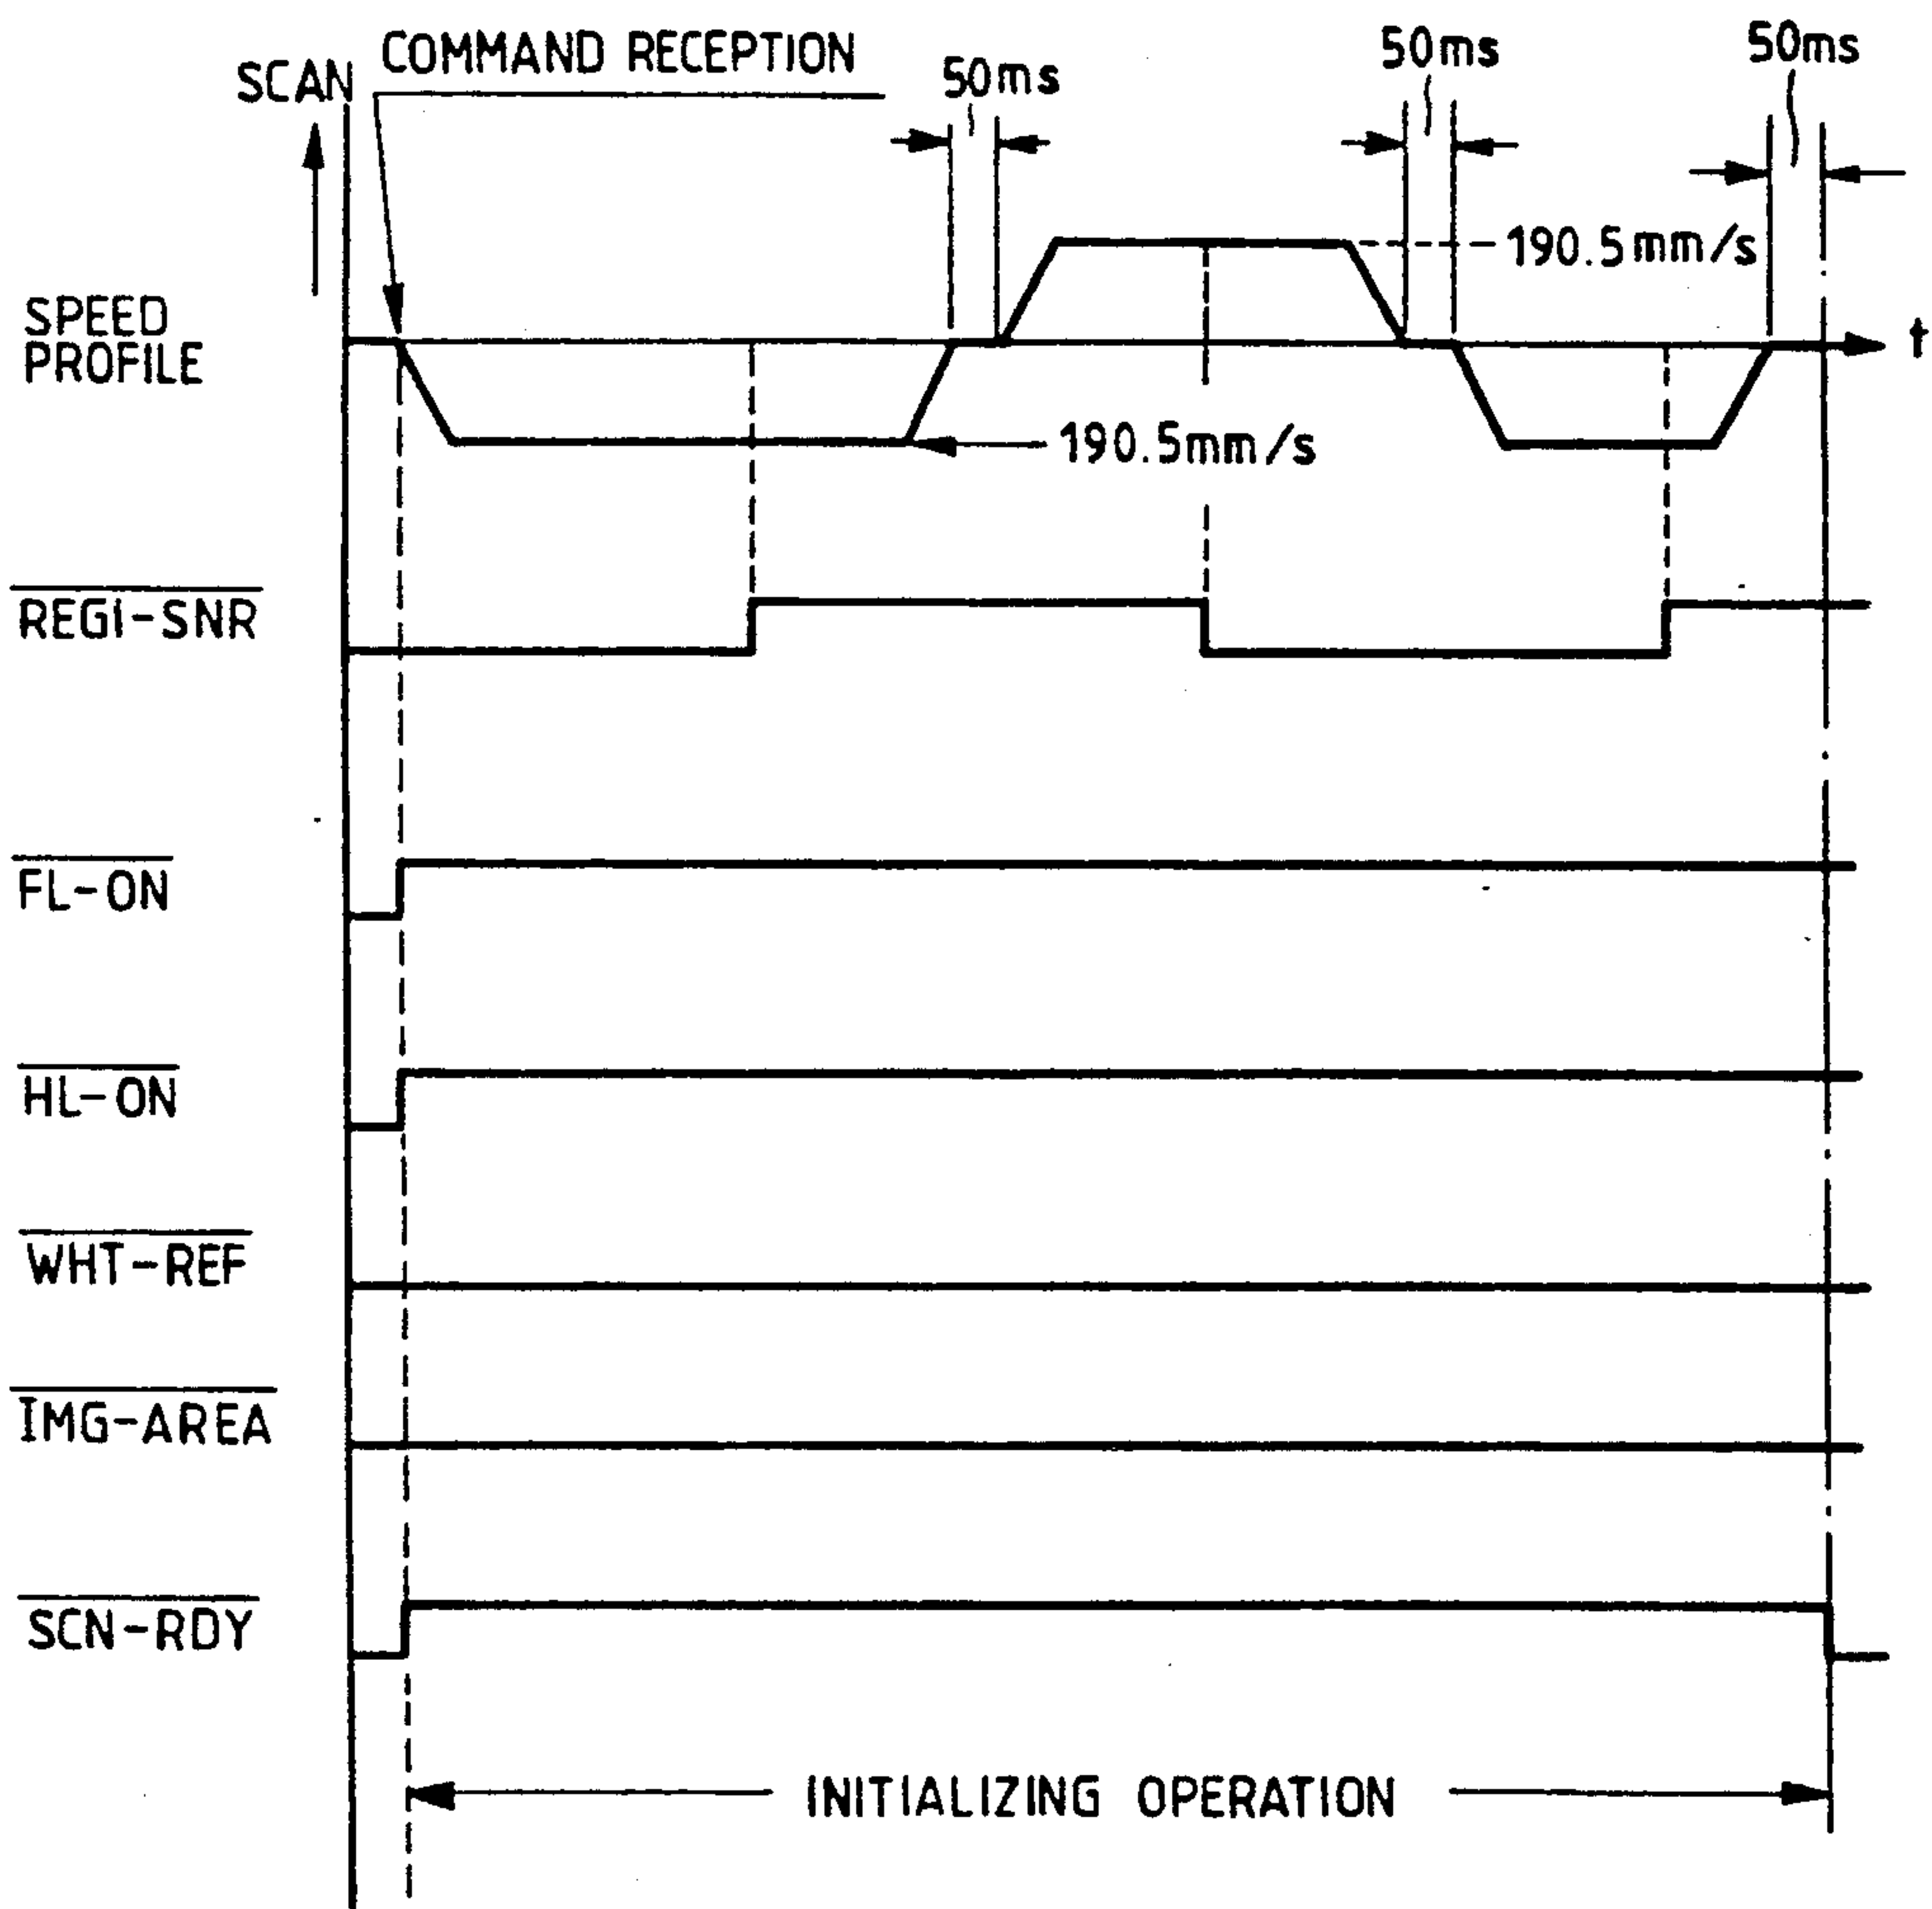 COMMAND RECEPTION
SCAN
50ms
50ms
50ms
190.5mm/s
SPEED
PROFILE
t
190.5mm/s
REGI-SNR
FL-ON
HL-ON
WHT-REF
IMG-AREA
SCN-RDY
INITIALIZING OPERATION